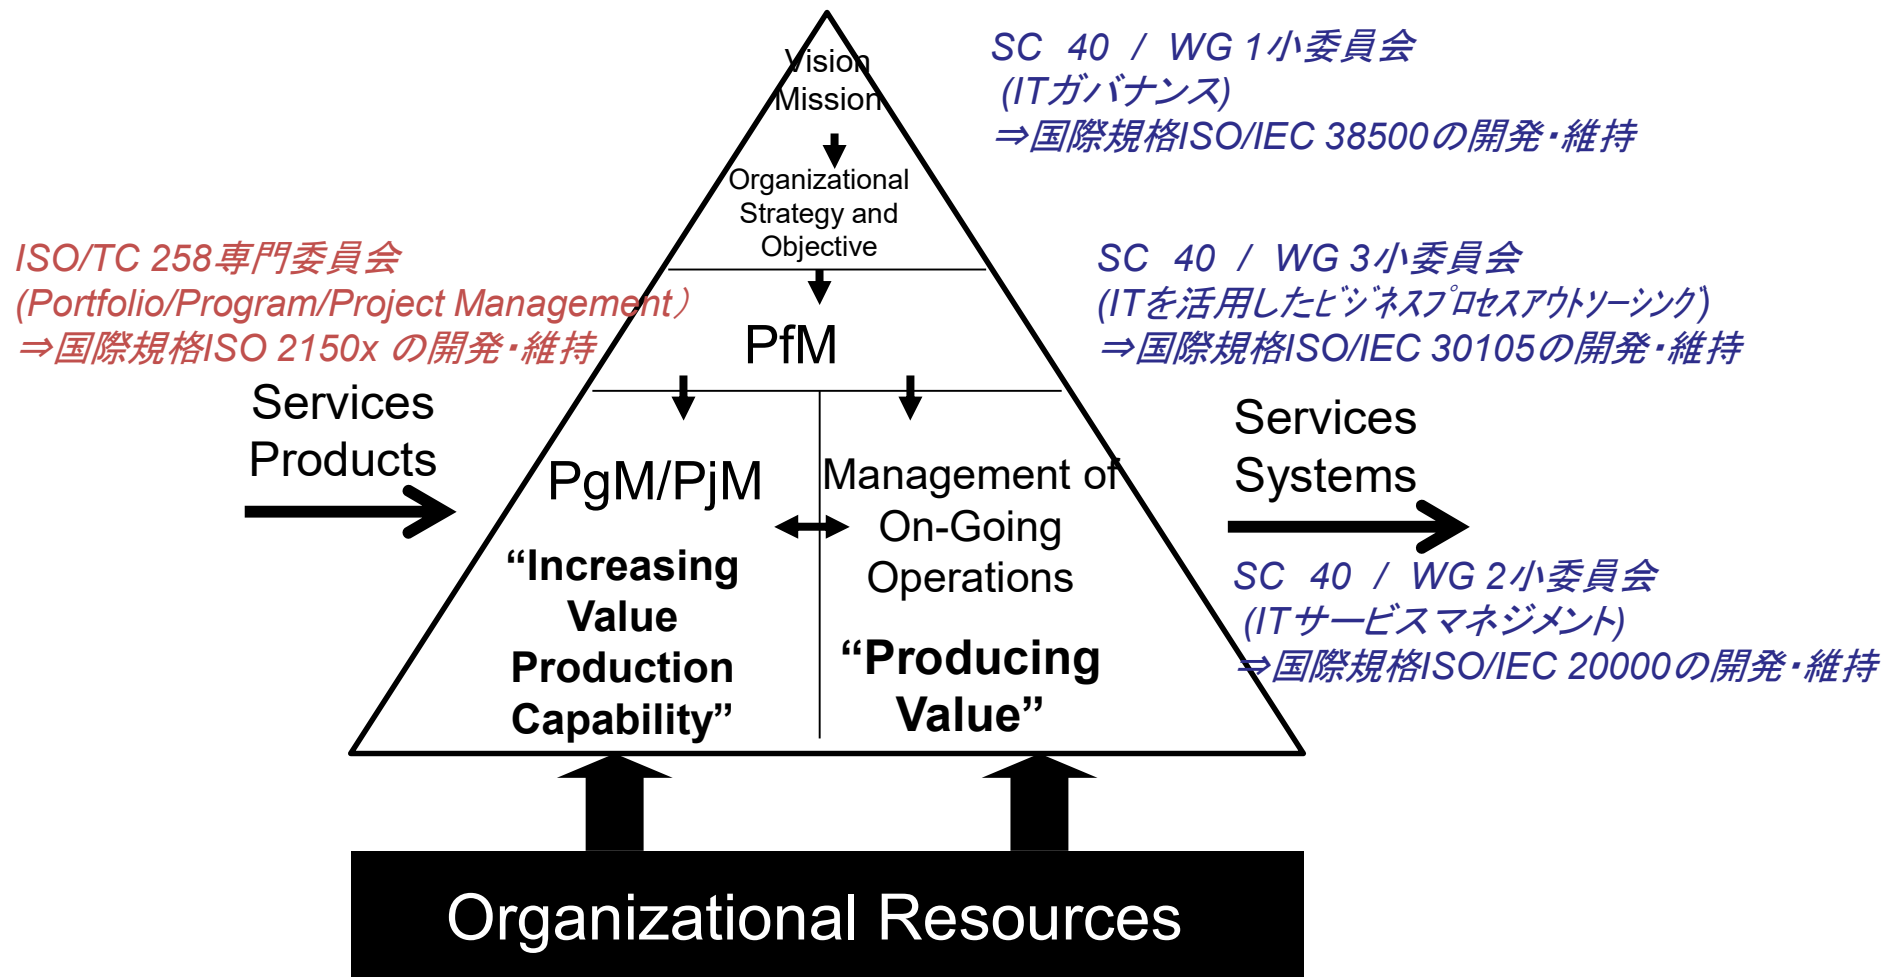 Vision
Mission
Organizational
Strategy and
Objective
SC 40 / WG 1小委員会
(ITガバナンス)
⇒国際規格ISO/IEC 38500の開発・維持
ISO/TC 258専門委員会
(Portfolio/Program/Project Management）
⇒国際規格ISO 2150x の開発・維持
PfM
SC 40 / WG 3小委員会
(ITを活用したﾋﾞｼﾞﾈｽﾌﾟﾛｾｽｱｳﾄｿｰｼﾝｸﾞ)
⇒国際規格ISO/IEC 30105の開発・維持
Services
Products
PgM/PjM
“Increasing
Value
Production
Capability”
Management of
On-Going
Operations
“Producing
Value”
Services
Systems
SC 40 / WG 2小委員会
(ITサービスマネジメント)
⇒国際規格ISO/IEC 20000の開発・維持
Organizational Resources